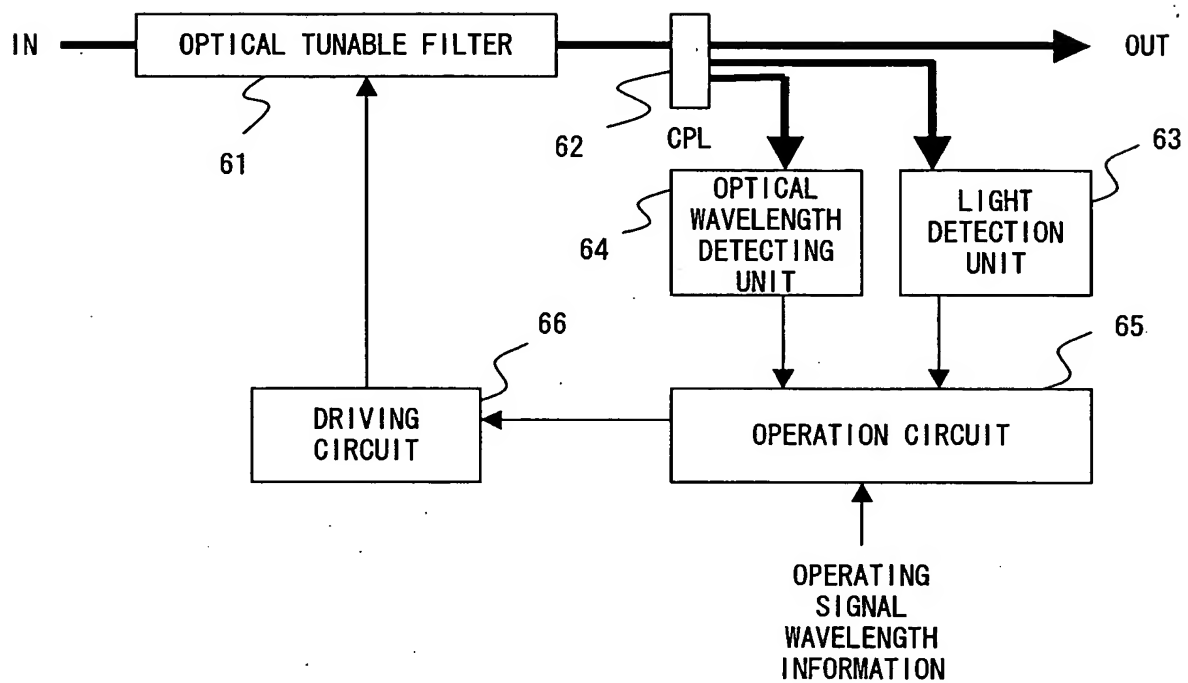 IN
OPTICAL TUNABLE FILTER
OUT
61
62
CPL
63
OPTICAL
WAVELENGTH
DETECTING
UNIT
LIGHT
DETECTION
UNIT
64
66
65
DRIVING
CIRCUIT
OPERATION CIRCUIT
OPERATING
SIGNAL
WAVELENGTH
INFORMATION